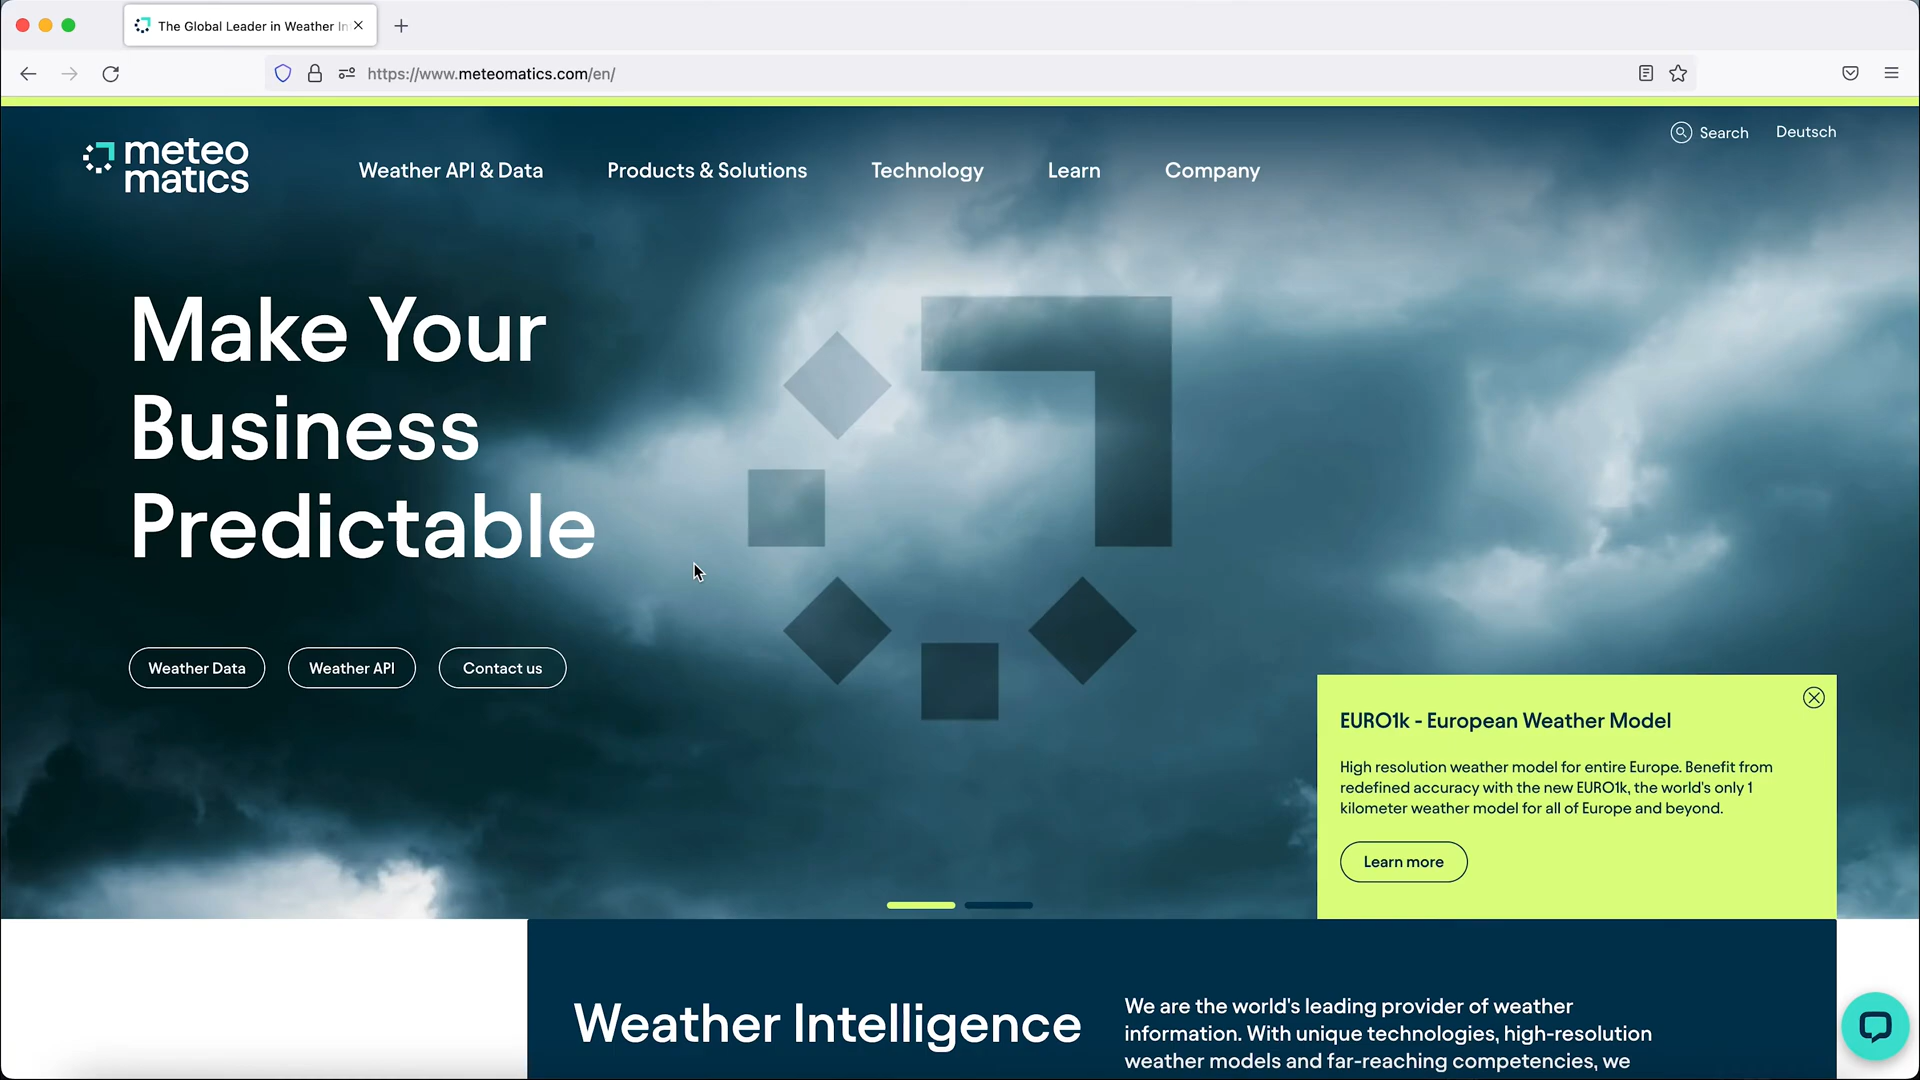 The Global Leader in Weather In
https://www.meteomatics.com/en/
Search
Deutsch
meteo
matics
Weather API & Data
Products & Solutions
Technology
Learn
Company
Make Your
Business
Predictable
Weather Data
Weather API
Contact us
EURO1k - European Weather Model
High resolution weather model for entire Europe. Benefit from
redefined accuracy with the new EURO1k, the world's only 1
kilometer weather model for all of Europe and beyond.
Learn more
Weather Intelligence
We are the world's leading provider of weather
information. With unique technologies, high-resolution
weather models and far-reaching competencies, we